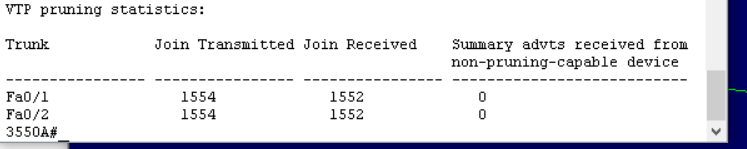 VTP pruning statistics:
Trunk            Join Transmitted Join Received    Summary advts received from
                                                   non-pruning-capable device
---------------- ---------------- ---------------- ---------------------------
Fa0/1               1554             1552             0
Fa0/2               1554             1552             0
3550A#_